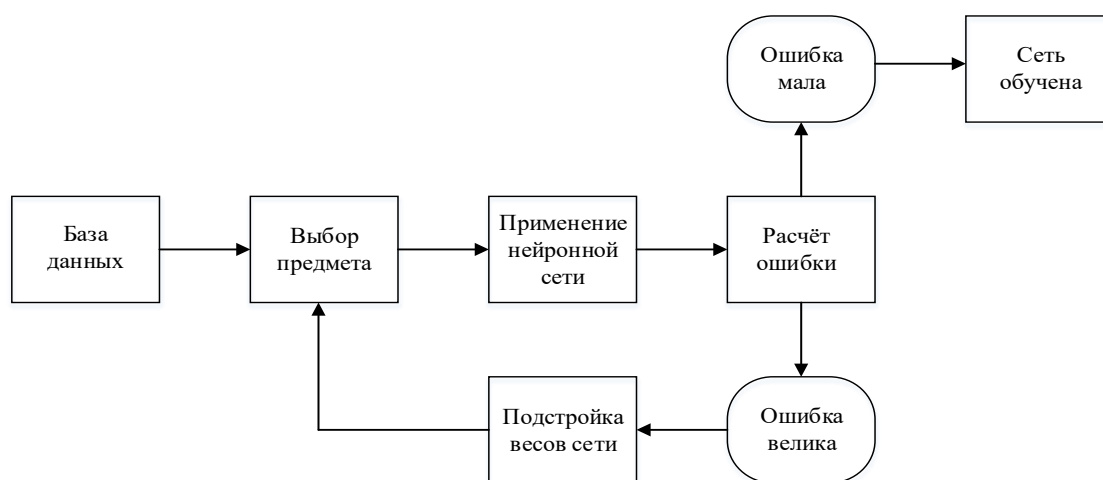 Ошибка
мала
Сеть
обучена
База
данных
Выбор
предмета
Применение
нейронной
сети
Расчёт
ошибки
Подстройка
весов сети
Ошибка
велика